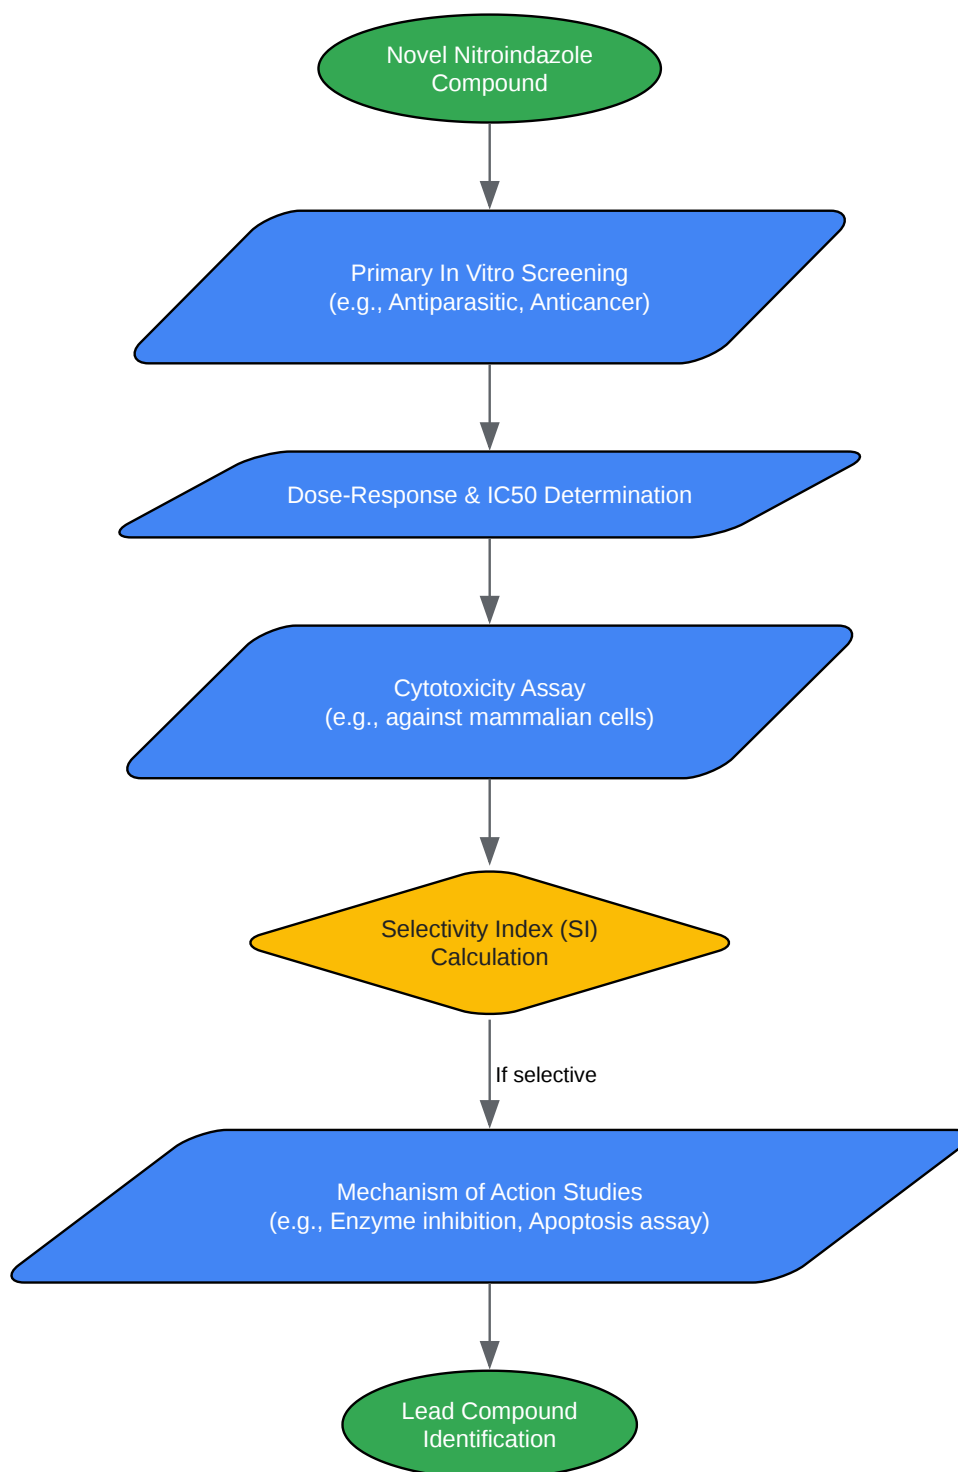 Novel Nitroindazole
Compound
Primary In Vitro Screening
(e.g., Antiparasitic, Anticancer)
Dose-Response & IC50 Determination
Cytotoxicity Assay
(e.g., against mammalian cells)
Selectivity Index (SI)
Calculation
If selective
Mechanism of Action Studies
(e.g., Enzyme inhibition, Apoptosis assay)
Lead Compound
Identification